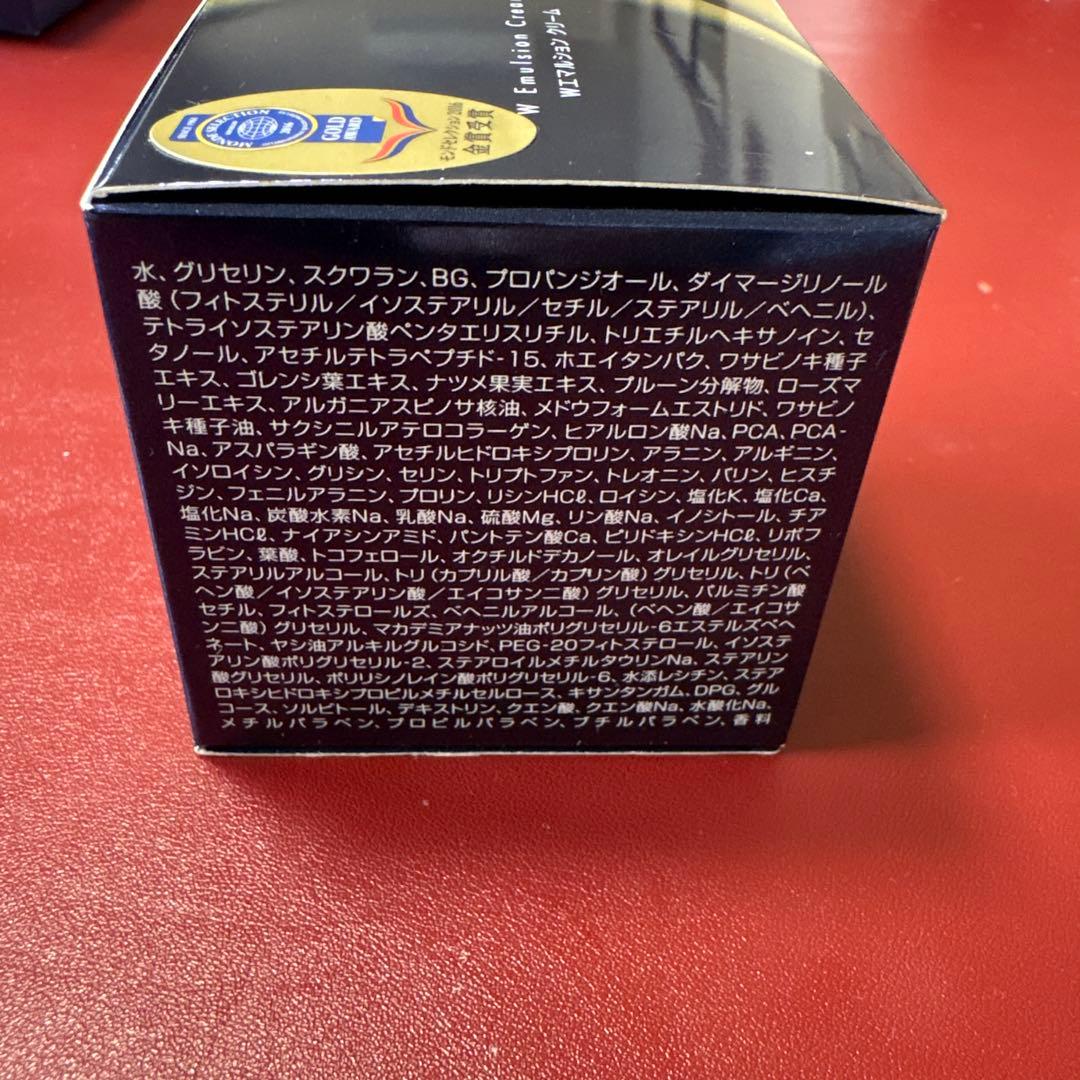 W Emulsion Cream
Wエマルション クリーム
MONDE SELECTION
2016
GOLD
AWARD
モンドセレクション 2016
金賞受賞
水、グリセリン、スクワラン、BG、プロパンジオール、ダイマージリノール
酸（フィトステリル／イソステアリル／セチル／ステアリル／ベヘニル）、
テトライソステアリン酸ペンタエリスリチル、トリエチルヘキサノイン、セ
タノール、アセチルテトラペプチド-15、ホエイタンパク、ワサビノキ種子
エキス、ゴレンシ葉エキス、ナツメ果実エキス、プルーン分解物、ローズマ
リーエキス、アルガニアスピノサ核油、メドウフォームエストリド、ワサビノ
キ種子油、サクシニルアテロコラーゲン、ヒアルロン酸Na、PCA、PCA-
Na、アスパラギン酸、アセチルヒドロキシプロリン、アラニン、アルギニン、
イソロイシン、グリシン、セリン、トリプトファン、トレオニン、バリン、ヒスチ
ジン、フェニルアラニン、プロリン、リシンHCℓ、ロイシン、塩化K、塩化Ca、
塩化Na、炭酸水素Na、乳酸Na、硫酸Mg、リン酸Na、イノシトール、チア
ミンHCℓ、ナイアシンアミド、パントテン酸Ca、ピリドキシンHCℓ、リボフ
ラビン、葉酸、トコフェロール、オクチルドデカノール、オレイルグリセリル、
ステアリルアルコール、トリ（カプリル酸／カプリン酸）グリセリル、トリ（ベ
ヘン酸／イソステアリン酸／エイコサン二酸）グリセリル、パルミチン酸
セチル、フィトステロールズ、ベヘニルアルコール、（ベヘン酸／エイコサ
ン二酸）グリセリル、マカデミアナッツ油ポリグリセリル-6エステルズベヘ
ネート、ヤシ油アルキルグルコシド、PEG-20フィトステロール、イソステ
アリン酸ポリグリセリル-2、ステアロイルメチルタウリンNa、ステアリン
酸グリセリル、ポリリシノレイン酸ポリグリセリル-6、水添レシチン、ステア
ロキシヒドロキシプロピルメチルセルロース、キサンタンガム、DPG、グル
コース、ソルビトール、デキストリン、クエン酸、クエン酸Na、水酸化Na、
メチルパラベン、プロピルパラベン、ブチルパラベン、香料